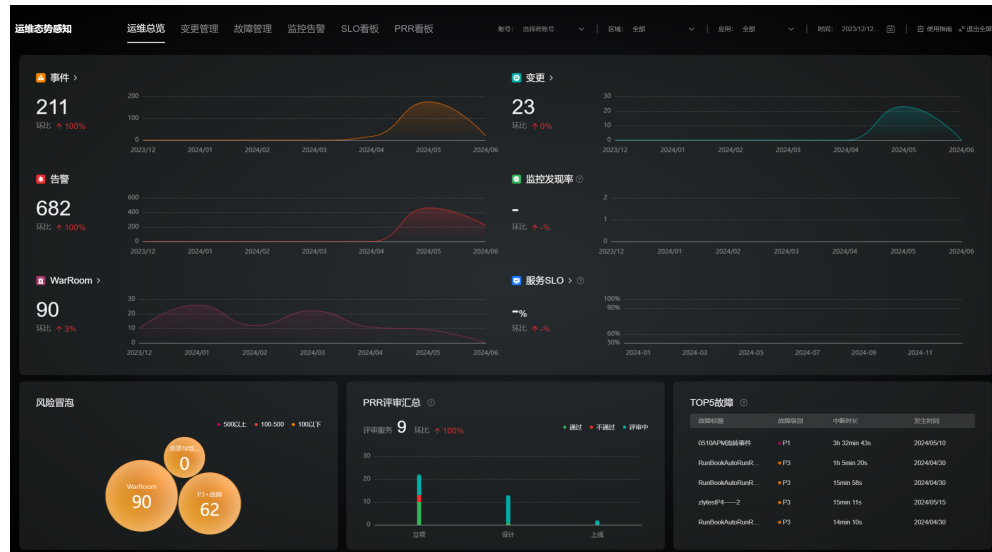 运维态势感知 运维总览 变更管理 故障管理 监控告警 SLO看板 PRR看板 账号: 选择跨账号 区域: 全部 应用: 全部 时间: 2023/12/12... 使用指南 退出全屏
事件 >
211
环比 ↑ 100%
200
100
0
2023/12 2024/01 2024/02 2024/03 2024/04 2024/05 2024/06
变更 >
23
环比 ↑ 0%
30
20
10
0
2023/12 2024/01 2024/02 2024/03 2024/04 2024/05 2024/06
告警
682
环比 ↑ 100%
600
400
200
0
2023/12 2024/01 2024/02 2024/03 2024/04 2024/05 2024/06
监控发现率
-
环比 ↑ -%
2
1
0
2023/12 2024/01 2024/02 2024/03 2024/04 2024/05 2024/06
WarRoom >
90
环比 ↑ 3%
30
20
10
0
2023/12 2024/01 2024/02 2024/03 2024/04 2024/05 2024/06
服务SLO >
-%
环比 ↑ -%
100%
90%
60%
50%
2024-01 2024-03 2024-05 2024-07 2024-09 2024-11
风险冒泡
500以上 100-500 100以下
0
WarRoom
90
P3+故障
62
PRR评审汇总
评审服务 9 环比 ↑ 100%
通过 不通过 评审中
30
20
10
0
立项 设计 上线
TOP5故障
故障标题 故障级别 中断时长 发生时间
0510APM流转事件 P1 3h 32min 43s 2024/05/10
RunBookAutoRunR... P3 1h 5min 20s 2024/04/30
RunBookAutoRunR... P3 15min 58s 2024/04/30
zlytestP4——2 P3 15min 11s 2024/05/15
RunBookAutoRunR... P3 14min 10s 2024/04/30